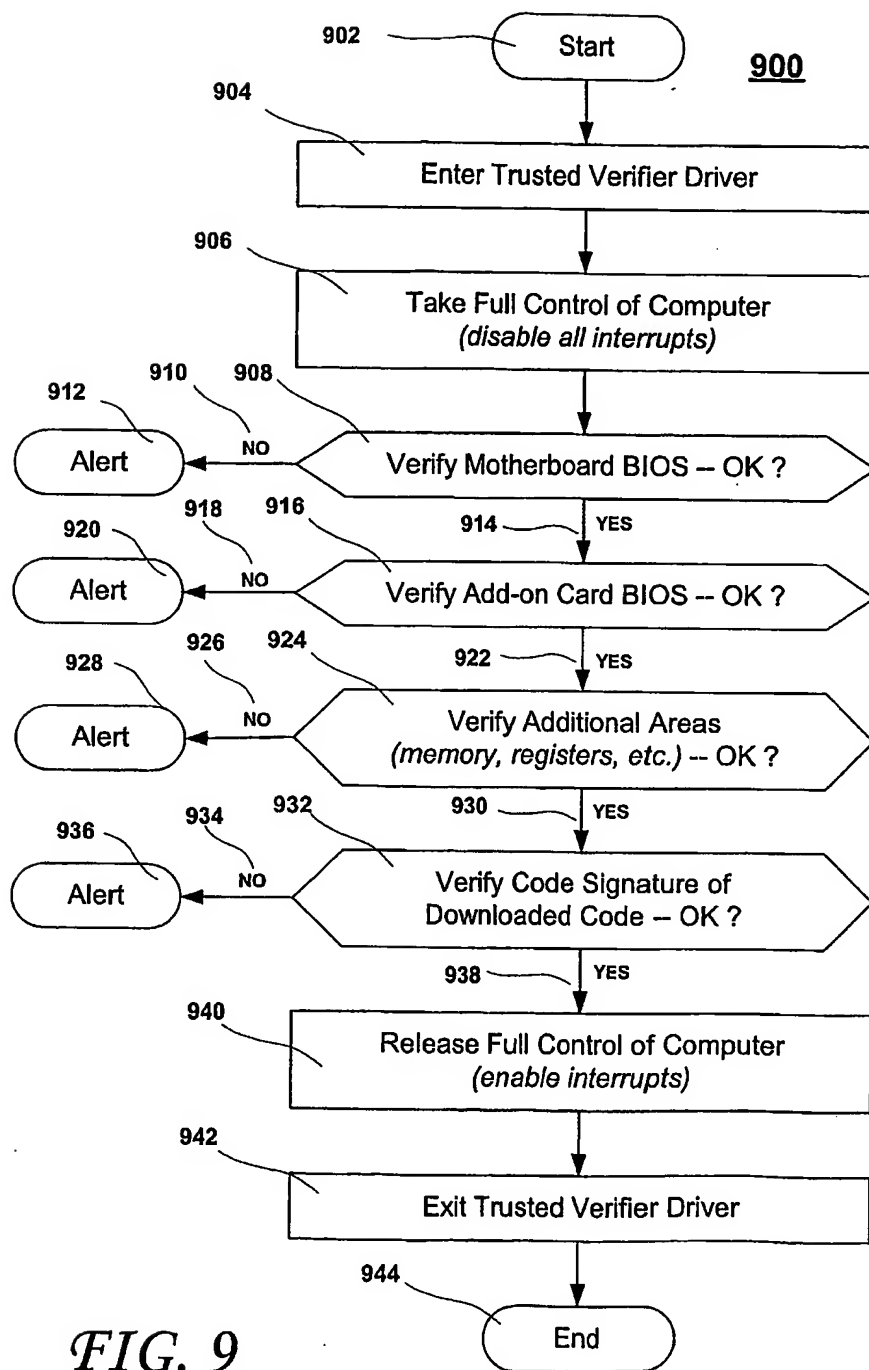 902
Start
900
904
Enter Trusted Verifier Driver
906
Take Full Control of Computer
(disable all interrupts)
910
908
912
Alert
NO
Verify Motherboard BIOS -- OK ?
914
YES
916
918
920
Alert
NO
Verify Add-on Card BIOS -- OK ?
922
YES
924
926
928
Alert
NO
Verify Additional Areas
(memory, registers, etc.) -- OK ?
930
YES
932
934
936
Alert
NO
Verify Code Signature of
Downloaded Code -- OK ?
938
YES
940
Release Full Control of Computer
(enable interrupts)
942
Exit Trusted Verifier Driver
944
End
FIG. 9